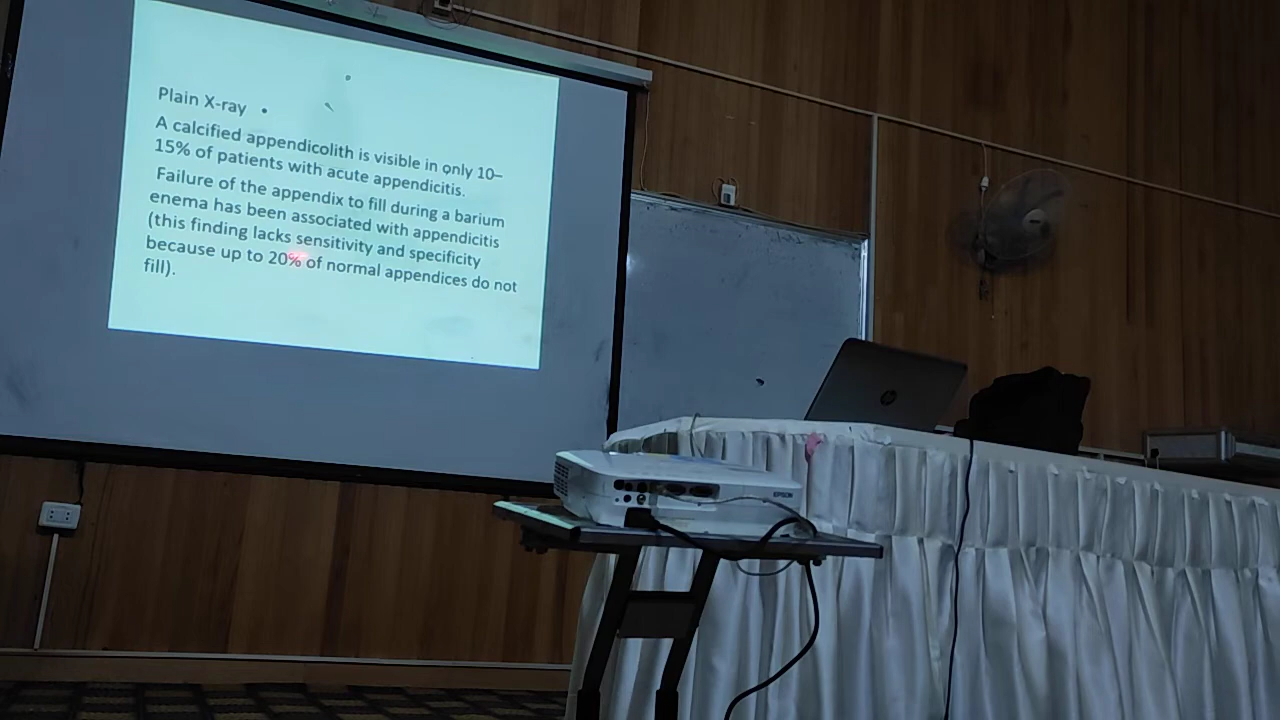 Plain X-ray •
A calcified appendicolith is visible in only 10–
15% of patients with acute appendicitis.
Failure of the appendix to fill during a barium
enema has been associated with appendicitis
(this finding lacks sensitivity and specificity
because up to 20% of normal appendices do not
fill).
hp
EPSON